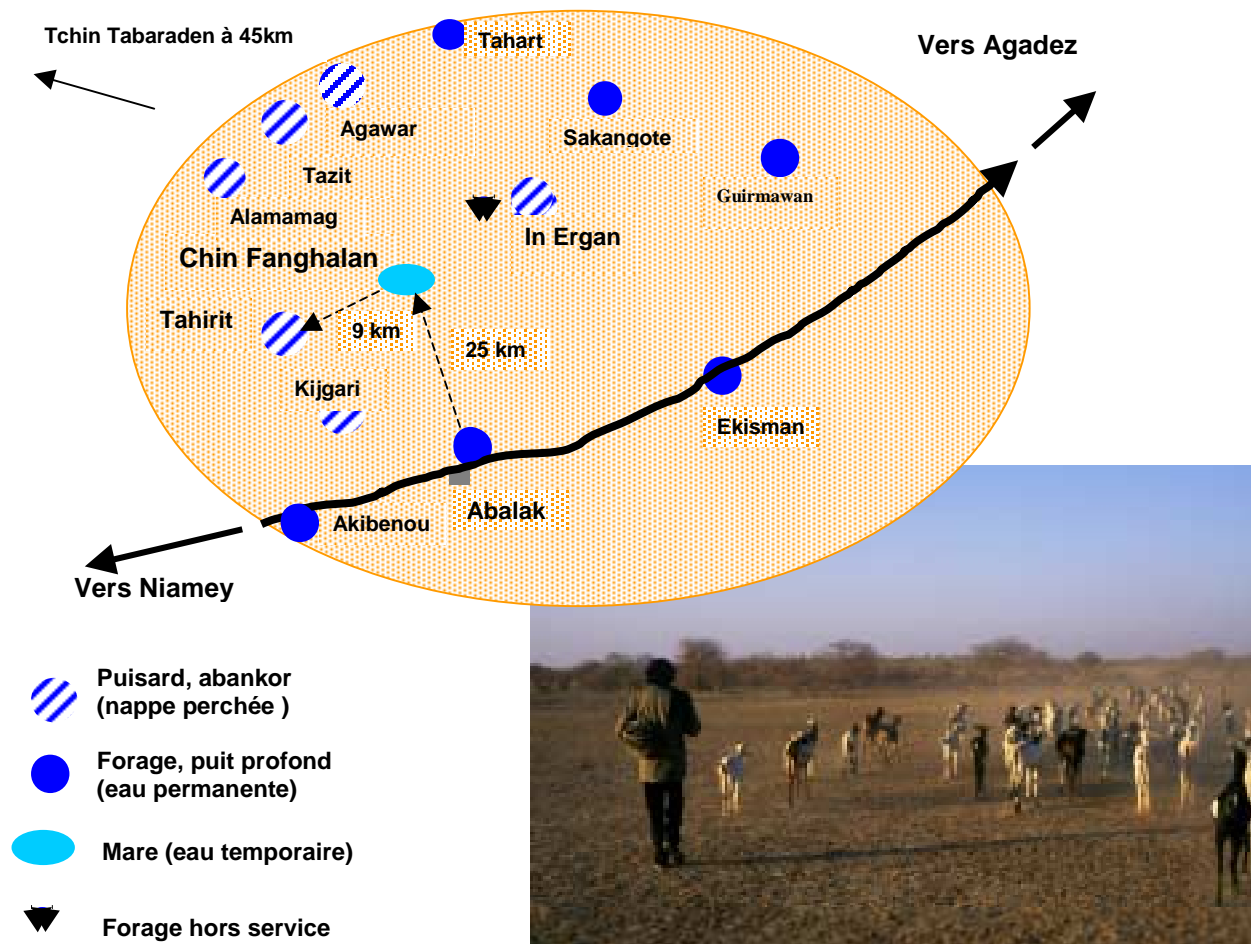 Tchin Tabaraden à 45km
Tahart
Vers Agadez
Agawar
Sakangote
Tazit
Guirmawan
Alamamag
In Ergan
Chin Fanghalan
Tahirit
9 km
25 km
Kijgari
Ekisman
Abalak
Akibenou
Vers Niamey
Puisard, abankor
(nappe perchée )
Forage, puit profond
(eau permanente)
Mare (eau temporaire)
Forage hors service